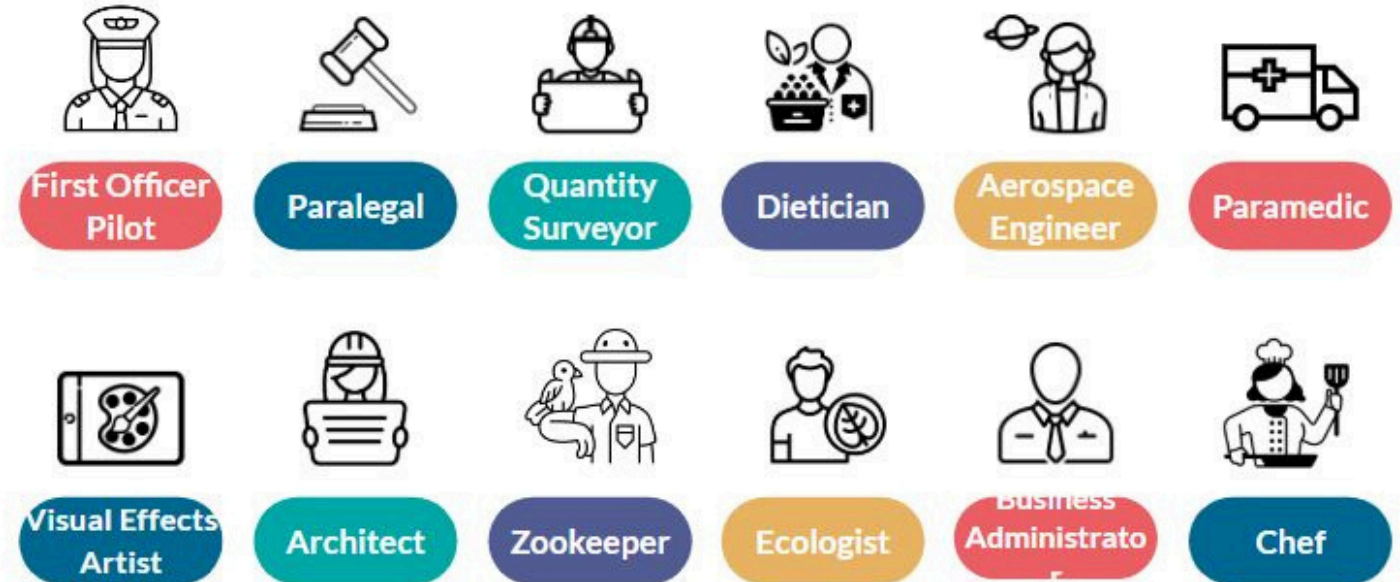 First Officer
Pilot
Paralegal
Quantity
Surveyor
Dietician
Aerospace
Engineer
Paramedic
Visual Effects
Artist
Architect
Zookeeper
Ecologist
Business
Administrato
r
Chef